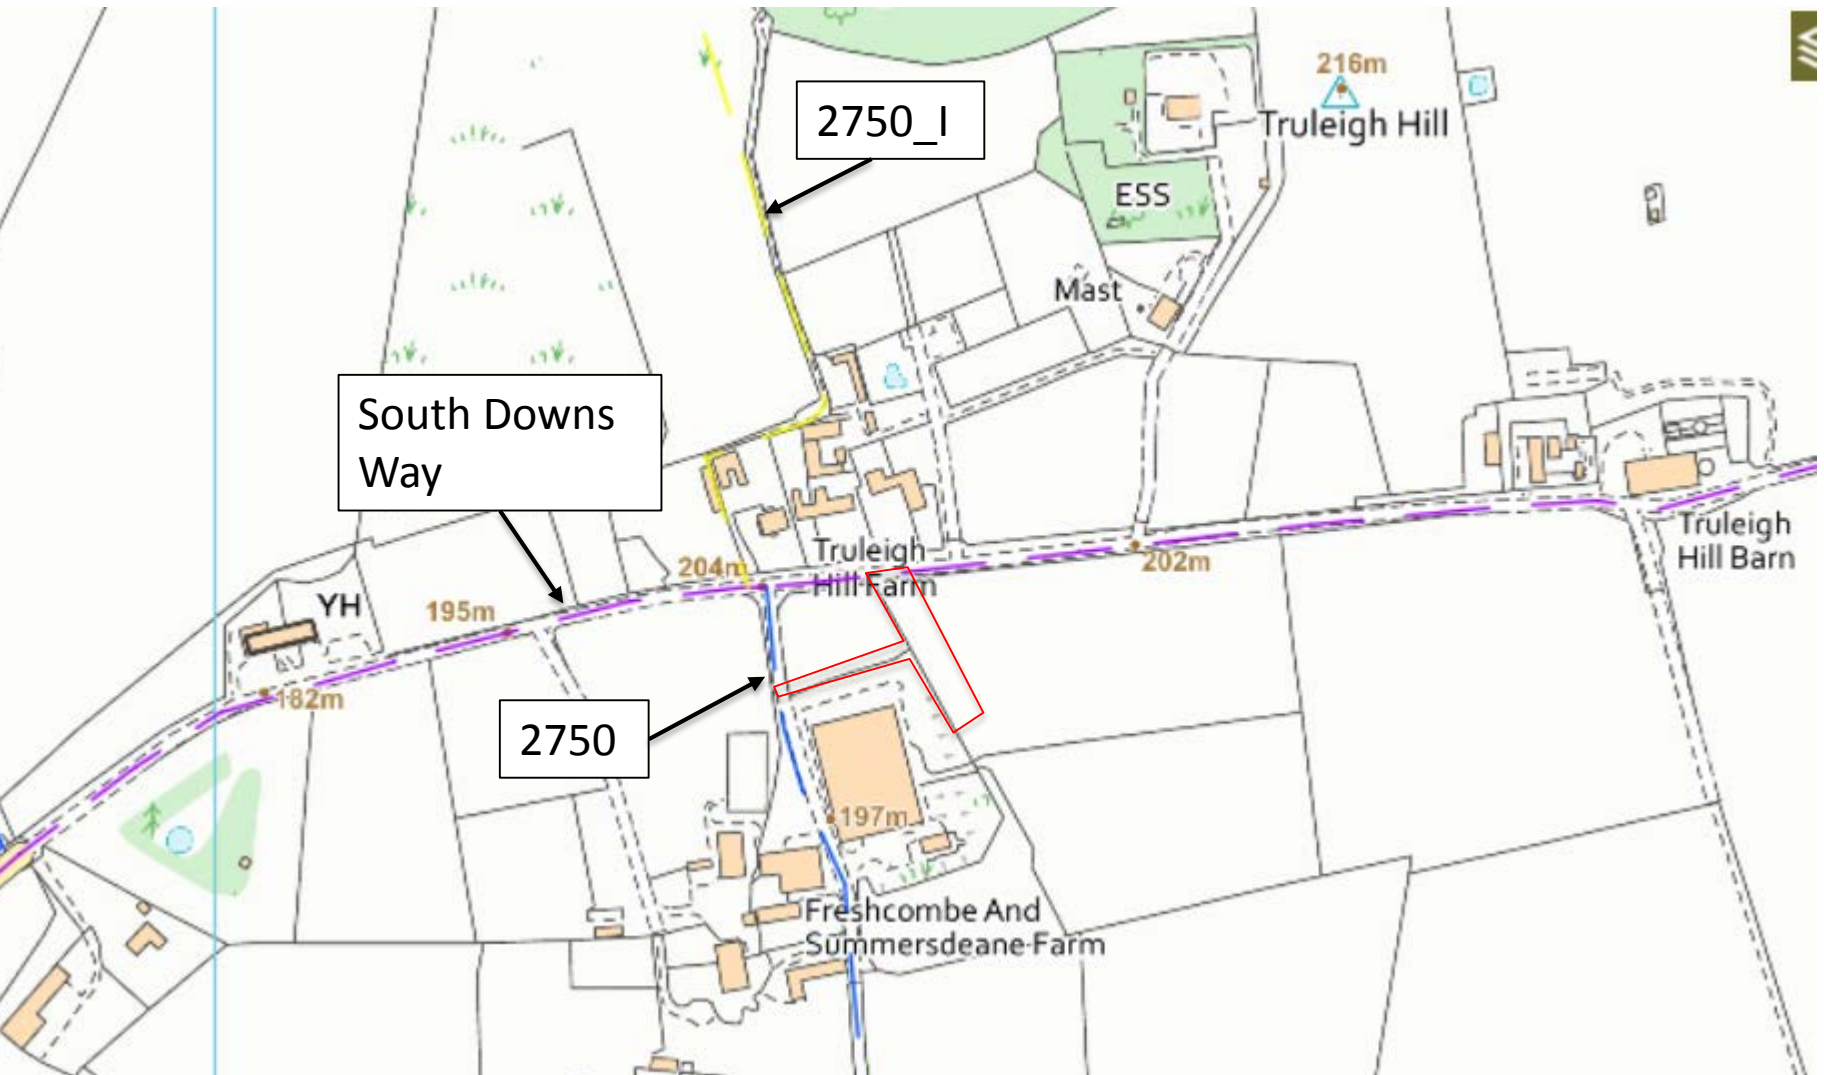 216m
Truleigh Hill
2750_I
ESS
Mast
South Downs
Way
Truleigh
Hill Farm
204m
202m
Truleigh
Hill Barn
YH
195m
182m
2750
197m
Freshcombe And
Summersdeane Farm